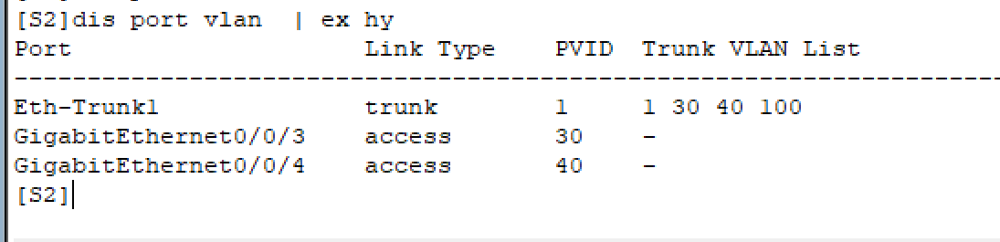 [S2]dis port vlan  | ex hy
Port                    Link Type    PVID  Trunk VLAN List
-------------------------------------------------------------------------------
Eth-Trunk1              trunk        1     1 30 40 100
GigabitEthernet0/0/3    access       30    -
GigabitEthernet0/0/4    access       40    -
[S2]